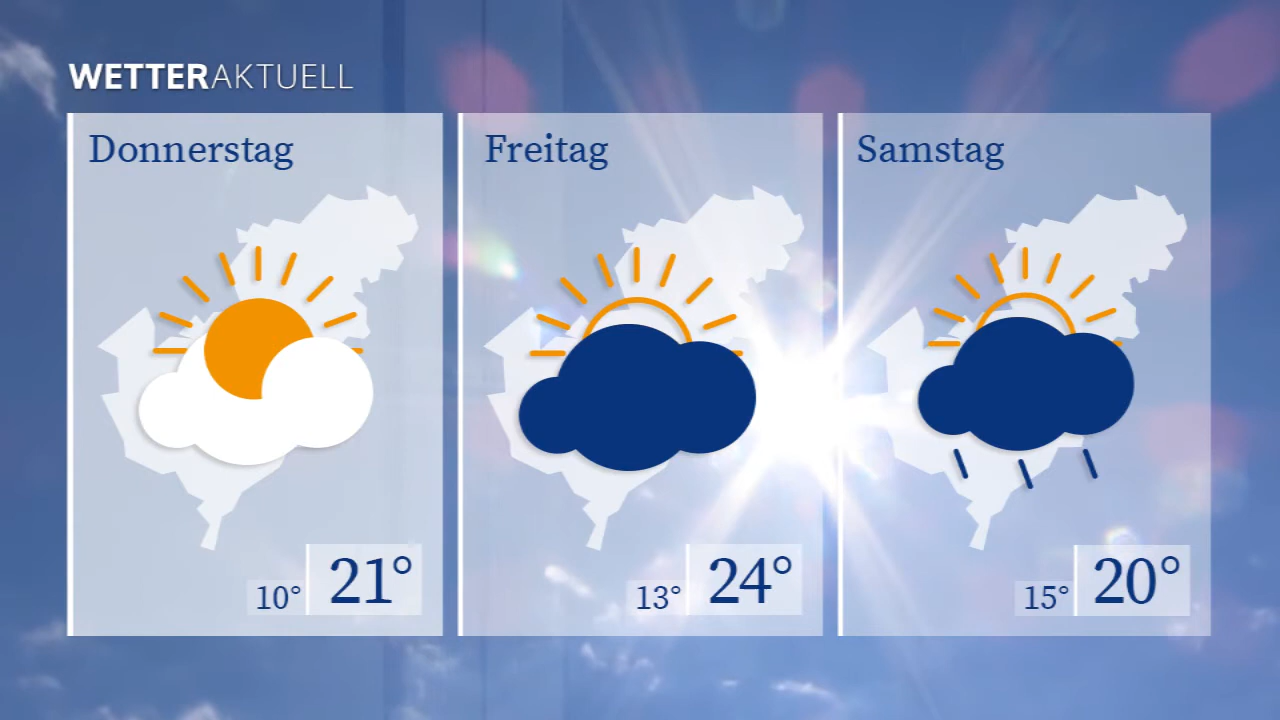 WETTERAKTUELL
Donnerstag
10° 21°
Freitag
13° 24°
Samstag
15° 20°